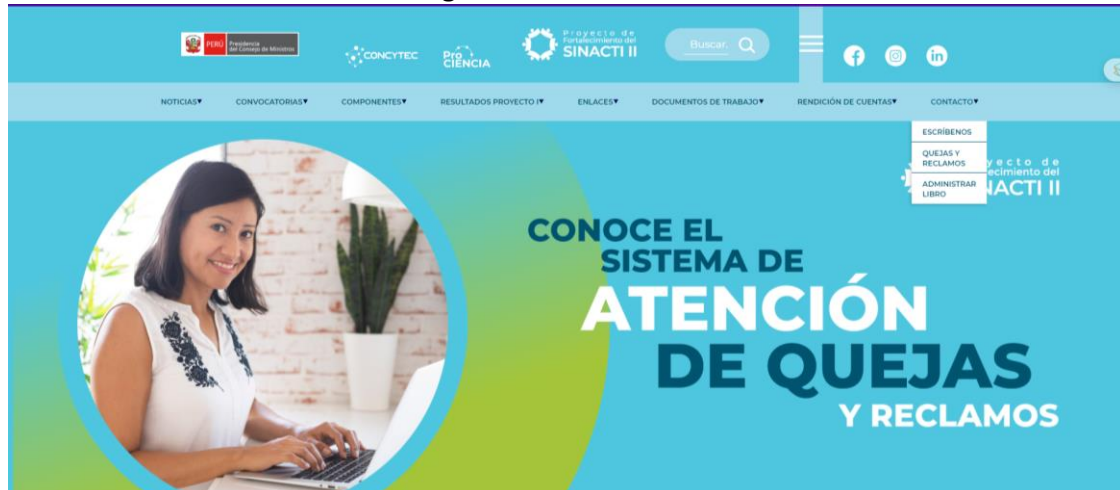 PERÚ
Presidencia
del Consejo de Ministros
CONCYTEC
Pro
CIENCIA
Proyecto de
Fortalecimiento del
SINACTI II
Buscar.
NOTICIAS▼ CONVOCATORIAS▼ COMPONENTES▼ RESULTADOS PROYECTO I▼ ENLACES▼ DOCUMENTOS DE TRABAJO▼ RENDICIÓN DE CUENTAS▼ CONTACTO▼
ESCRÍBENOS
QUEJAS Y
RECLAMOS
ADMINISTRAR
LIBRO
yecto de
ecimiento del
NACTI II
CONOCE EL
SISTEMA DE
ATENCIÓN
DE QUEJAS
Y RECLAMOS